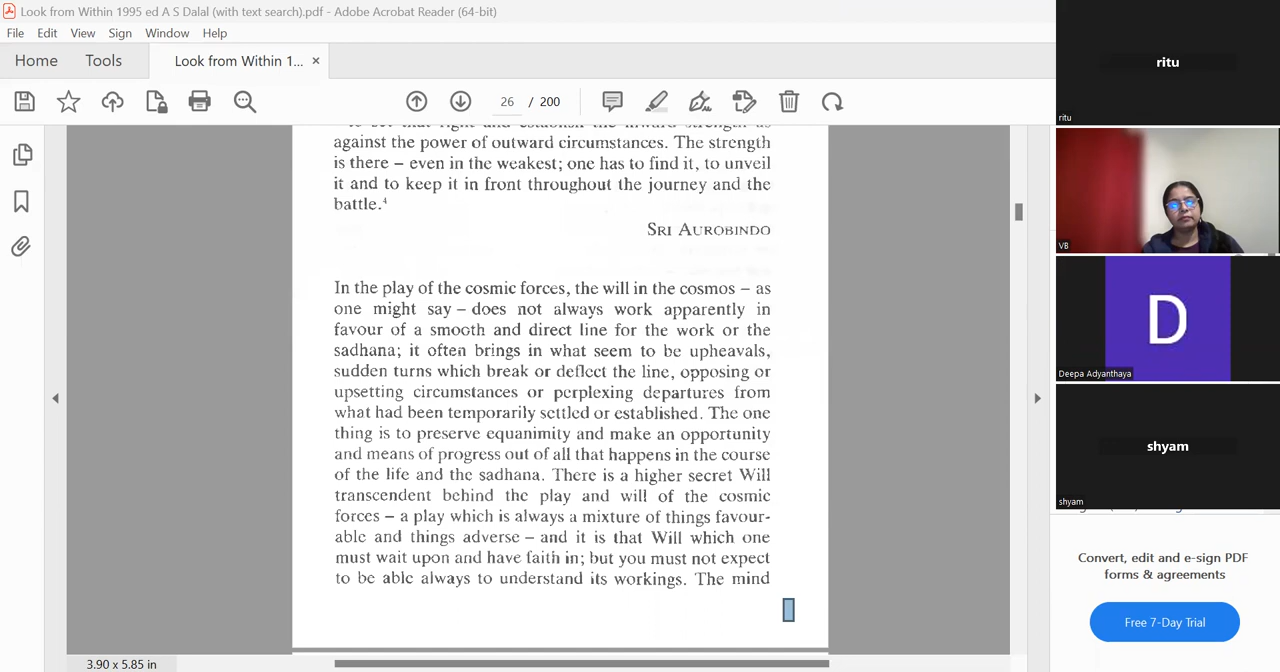 Look from Within 1995 ed A S Dalal (with text search).pdf - Adobe Acrobat Reader (64-bit)
File Edit View Sign Window Help
Home Tools Look from Within 1... ×
26 / 200
against the power of outward circumstances. The strength
is there – even in the weakest; one has to find it, to unveil
it and to keep it in front throughout the journey and the
battle.⁴
SRI AUROBINDO
In the play of the cosmic forces, the will in the cosmos – as
one might say – does not always work apparently in
favour of a smooth and direct line for the work or the
sadhana; it often brings in what seem to be upheavals,
sudden turns which break or deflect the line, opposing or
upsetting circumstances or perplexing departures from
what had been temporarily settled or established. The one
thing is to preserve equanimity and make an opportunity
and means of progress out of all that happens in the course
of the life and the sadhana. There is a higher secret Will
transcendent behind the play and will of the cosmic
forces – a play which is always a mixture of things favour-
able and things adverse – and it is that Will which one
must wait upon and have faith in; but you must not expect
to be able always to understand its workings. The mind
3.90 x 5.85 in
ritu
ritu
VB
D
Deepa Adyanthaya
shyam
shyam
Convert, edit and e-sign PDF
forms & agreements
Free 7-Day Trial